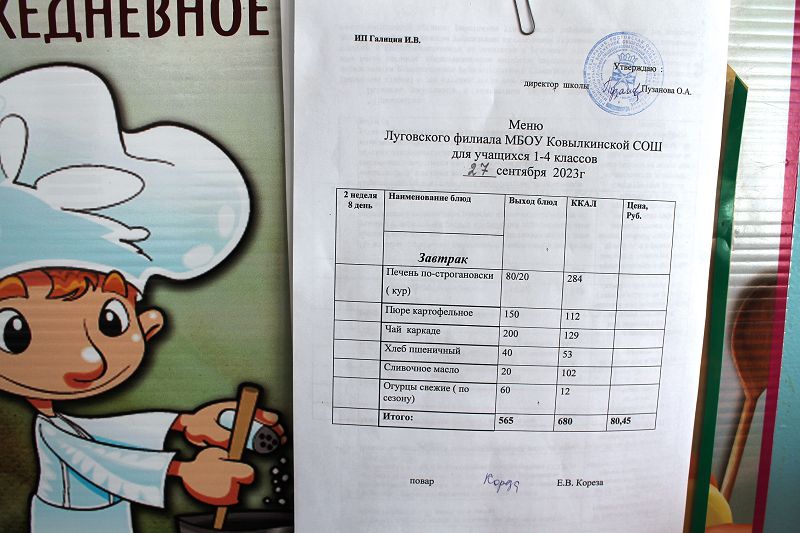 ЖЕДНЕВНОЕ
ИП Галицин И.В.
Утверждаю :
директор школы Пузанова О.А.
Меню
Луговского филиала МБОУ Ковылкинской СОШ
для учащихся 1-4 классов
27 сентября 2023г
2 неделя 8 день Наименование блюд Выход блюд ККАЛ Цена, Руб.
Завтрак
Печень по-строгановски ( кур) 80/20 284
Пюре картофельное 150 112
Чай каркаде 200 129
Хлеб пшеничный 40 53
Сливочное масло 20 102
Огурцы свежие ( по сезону) 60 12
Итого: 565 680 80,45
повар Е.В. Кореза